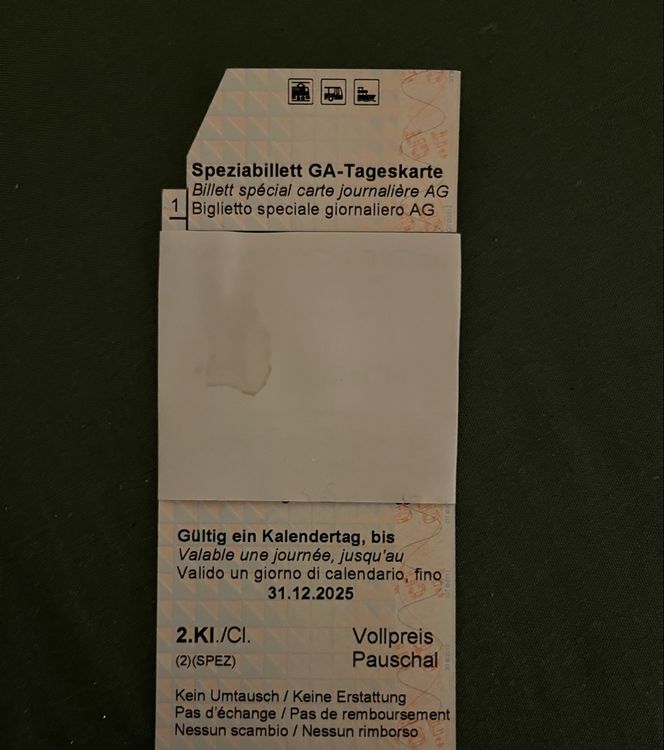 Speziabillett GA-Tageskarte
Billett spécial carte journalière AG
1
Biglietto speciale giornaliero AG
Gültig ein Kalendertag, bis
Valable une journée, jusqu'au
Valido un giorno di calendario, fino
31.12.2025
2.Kl./Cl. Vollpreis
(2)(SPEZ) Pauschal
Kein Umtausch / Keine Erstattung
Pas d'échange / Pas de remboursement
Nessun scambio / Nessun rimborso